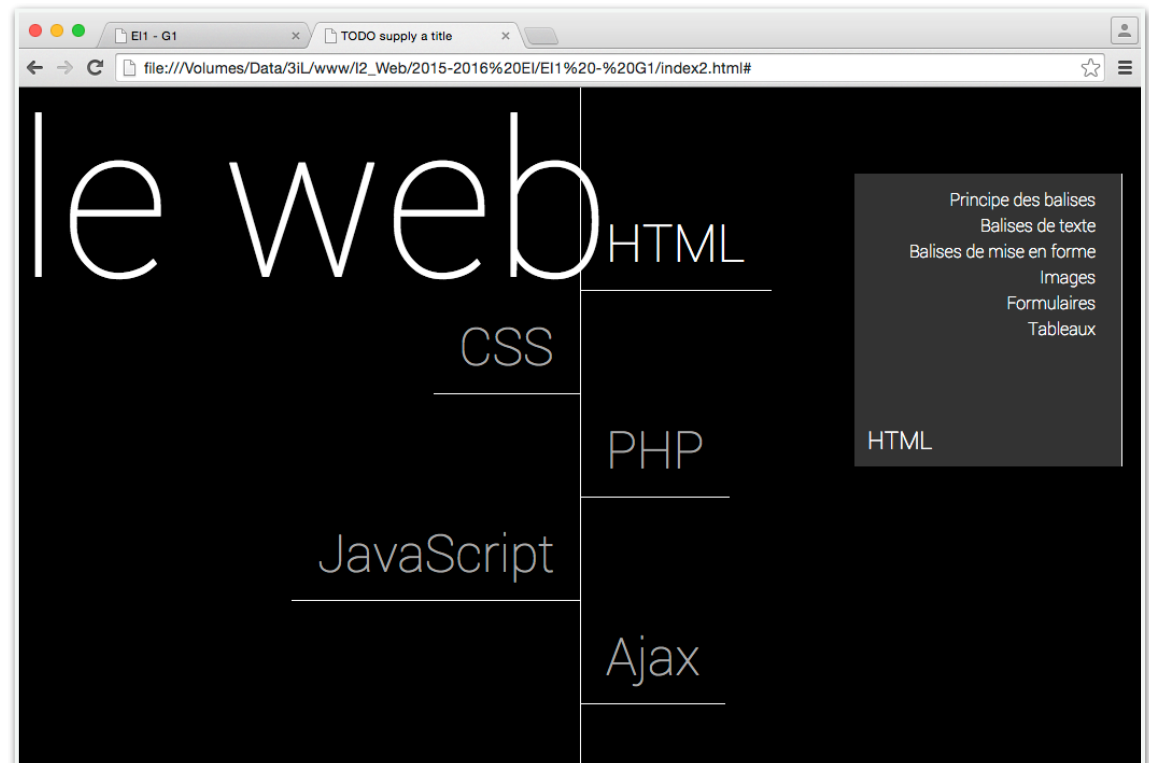 EI1 - G1
TODO supply a title
file:///Volumes/Data/3iL/www/I2_Web/2015-2016%20EI/EI1%20-%20G1/index2.html#
le web
HTML
CSS
PHP
JavaScript
Ajax
Principe des balises
Balises de texte
Balises de mise en forme
Images
Formulaires
Tableaux
HTML